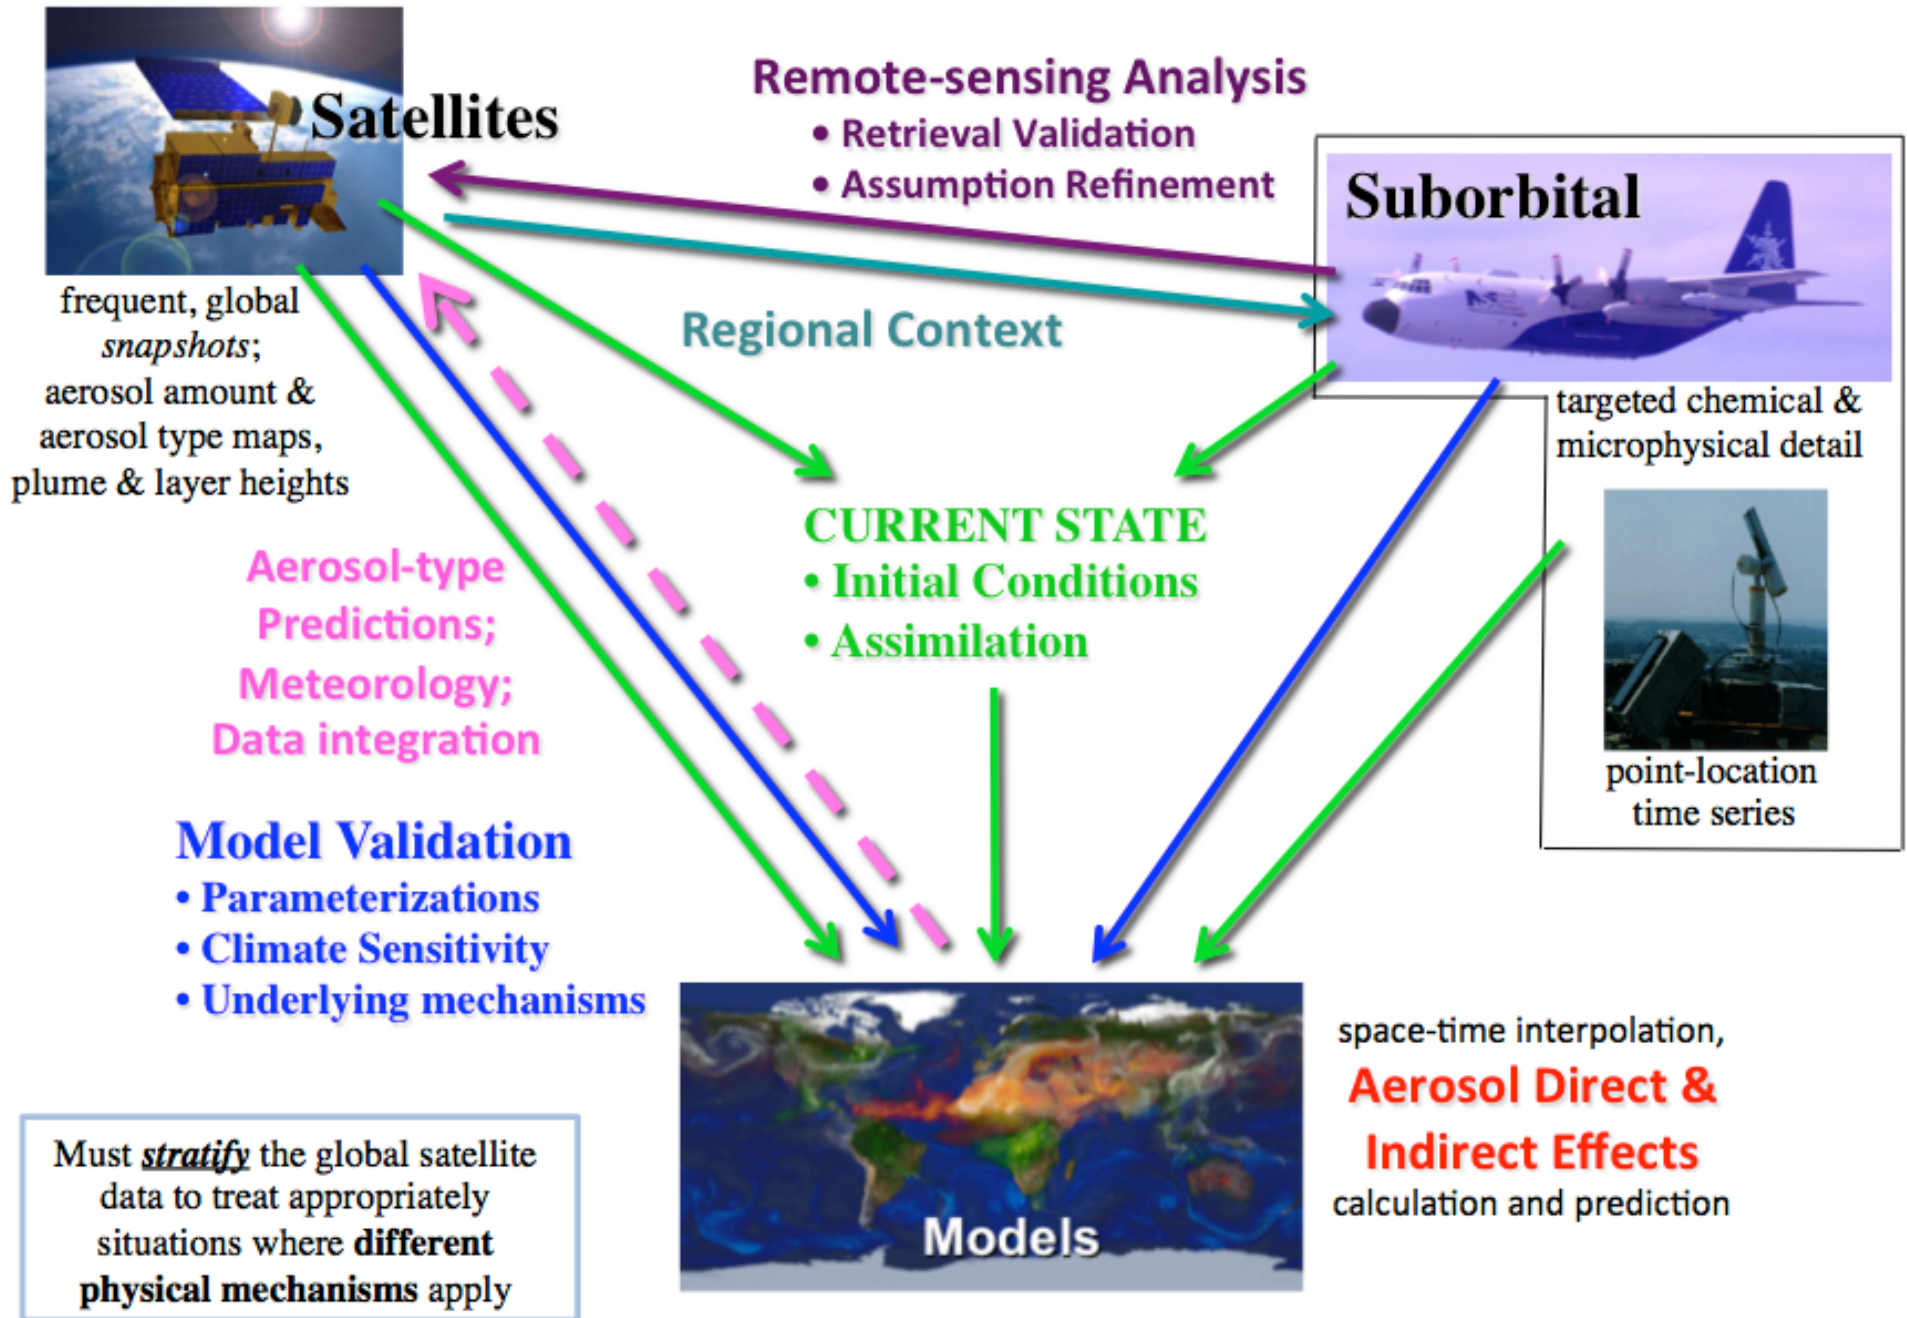 Satellites
frequent, global
snapshots;
aerosol amount &
aerosol type maps,
plume & layer heights
Remote-sensing Analysis
• Retrieval Validation
• Assumption Refinement
Regional Context
Suborbital
targeted chemical &
microphysical detail
point-location
time series
CURRENT STATE
• Initial Conditions
• Assimilation
Aerosol-type
Predictions;
Meteorology;
Data integration
Model Validation
• Parameterizations
• Climate Sensitivity
• Underlying mechanisms
Must stratify the global satellite
data to treat appropriately
situations where different
physical mechanisms apply
Models
space-time interpolation,
Aerosol Direct &
Indirect Effects
calculation and prediction